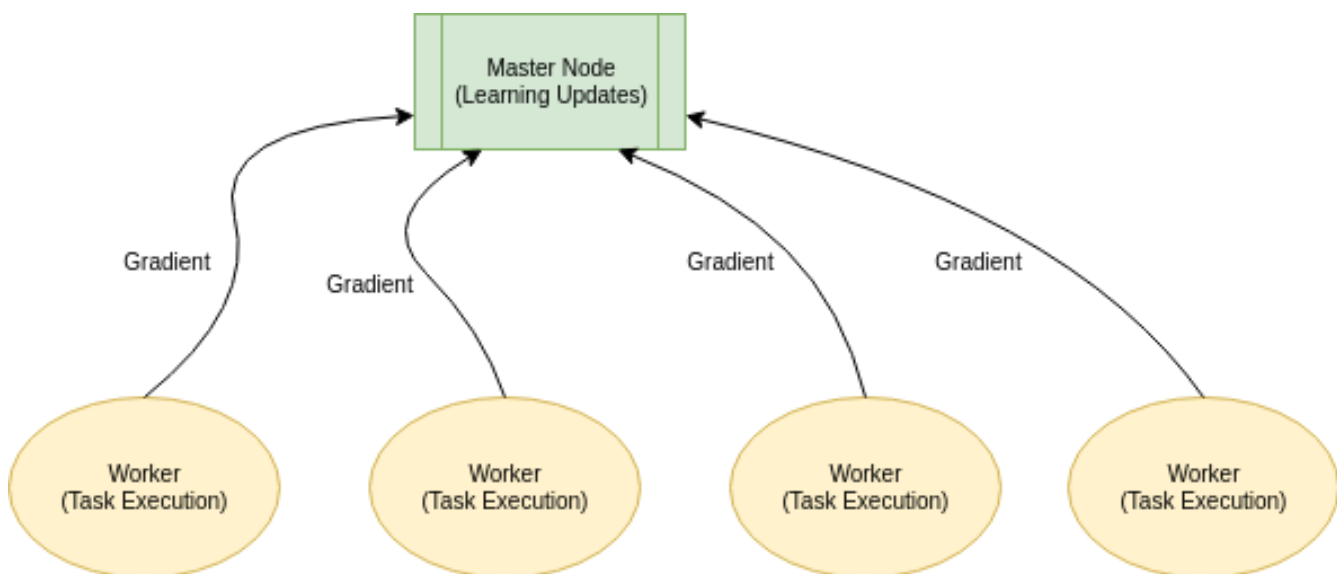 Master Node
(Learning Updates)
Gradient
Gradient
Gradient
Gradient
Worker
(Task Execution)
Worker
(Task Execution)
Worker
(Task Execution)
Worker
(Task Execution)